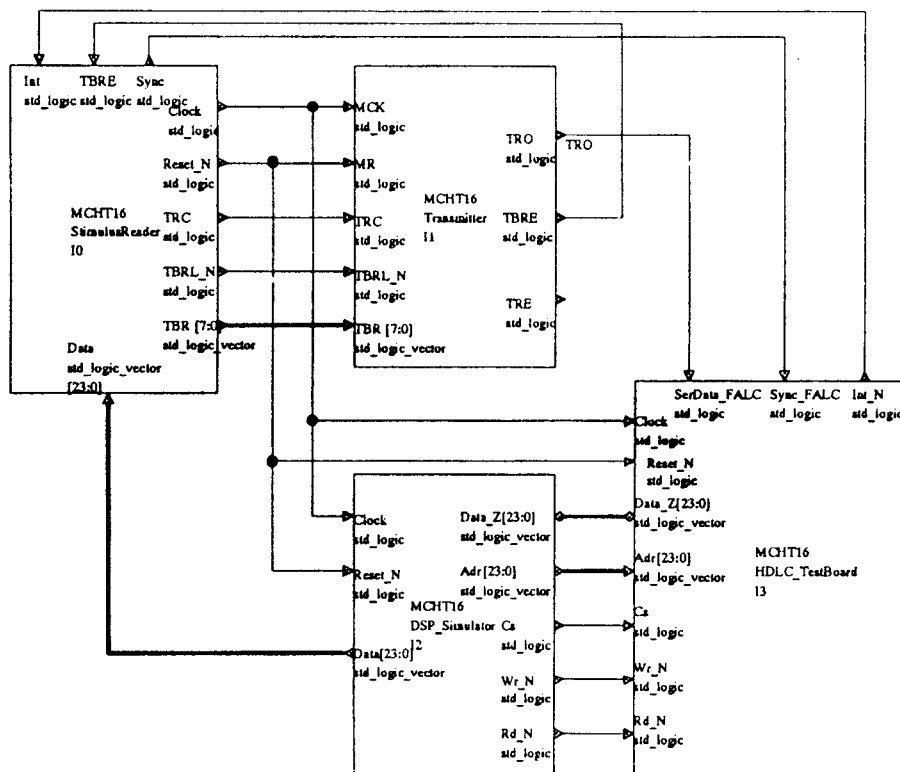 Int TBRE Sync
std_logic std_logic std_logic
Clock
std_logic
Reset_N
std_logic
MCHT16
StimulusReader
I0
TRC
std_logic
TBRL_N
std_logic
TBR [7:0]
std_logic_vector
Data
std_logic_vector
[23:0]
MCK
std_logic
MR
std_logic
MCHT16
Transmitter
I1
TRC
std_logic
TBRL_N
std_logic
TBR [7:0]
std_logic_vector
TRO
std_logic
TRO
TBRE
std_logic
TRE
std_logic
SerData_FALC Sync_FALC Int_N
std_logic std_logic std_logic
Clock
std_logic
Reset_N
std_logic
Data_Z[23:0]
std_logic_vector
Adr[23:0]
std_logic_vector
MCHT16
HDLC_TestBoard
I3
Cs
std_logic
Wr_N
std_logic
Rd_N
std_logic
Clock
std_logic
Reset_N
std_logic
MCHT16
DSP_Simulator
I2
Data[23:0]
std_logic_vector
Data_Z[23:0]
std_logic_vector
Adr[23:0]
std_logic_vector
Cs
std_logic
Wr_N
std_logic
Rd_N
std_logic